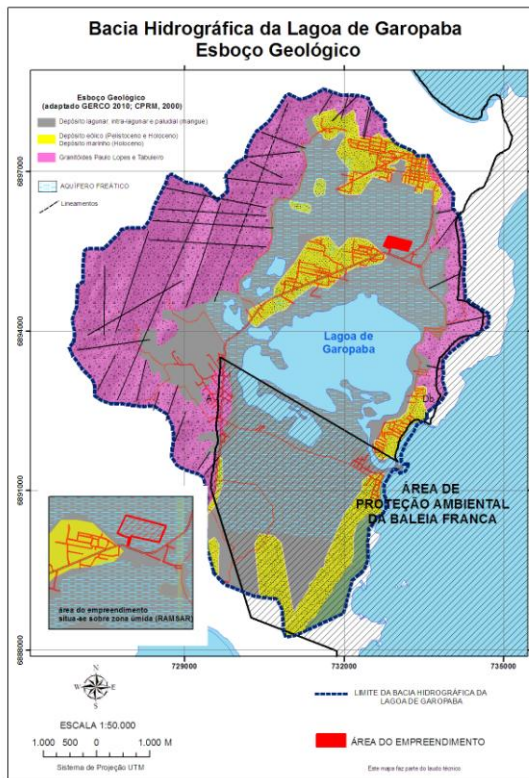 Bacia Hidrográfica da Lagoa de Garopaba
Esboço Geológico
Esboço Geológico
(adaptado GERCO 2010; CPRM, 2000)
Depósito lagunar, intra-lagunar e paludial (mangue)
Depósito eólico (Pleistoceno e Holoceno)
Depósito marinho (Holoceno)
Granitóides Paulo Lopes e Tabuleiro
AQUÍFERO FREÁTICO
Lineamentos
6897000
6894000
6891000
6888000
Lagoa de
Garopaba
ÁREA DE
PROTEÇÃO AMBIENTAL
DA BALEIA FRANCA
área do empreendimento
situa-se sobre zona úmida (RAMSAR)
729000
732000
735000
N
W
E
S
ESCALA 1:50.000
1.000 500 0 1.000 M
Sistema de Projeção UTM
LIMITE DA BACIA HIDROGRÁFICA DA
LAGOA DE GAROPABA
ÁREA DO EMPREENDIMENTO
Este mapa faz parte do laudo técnico